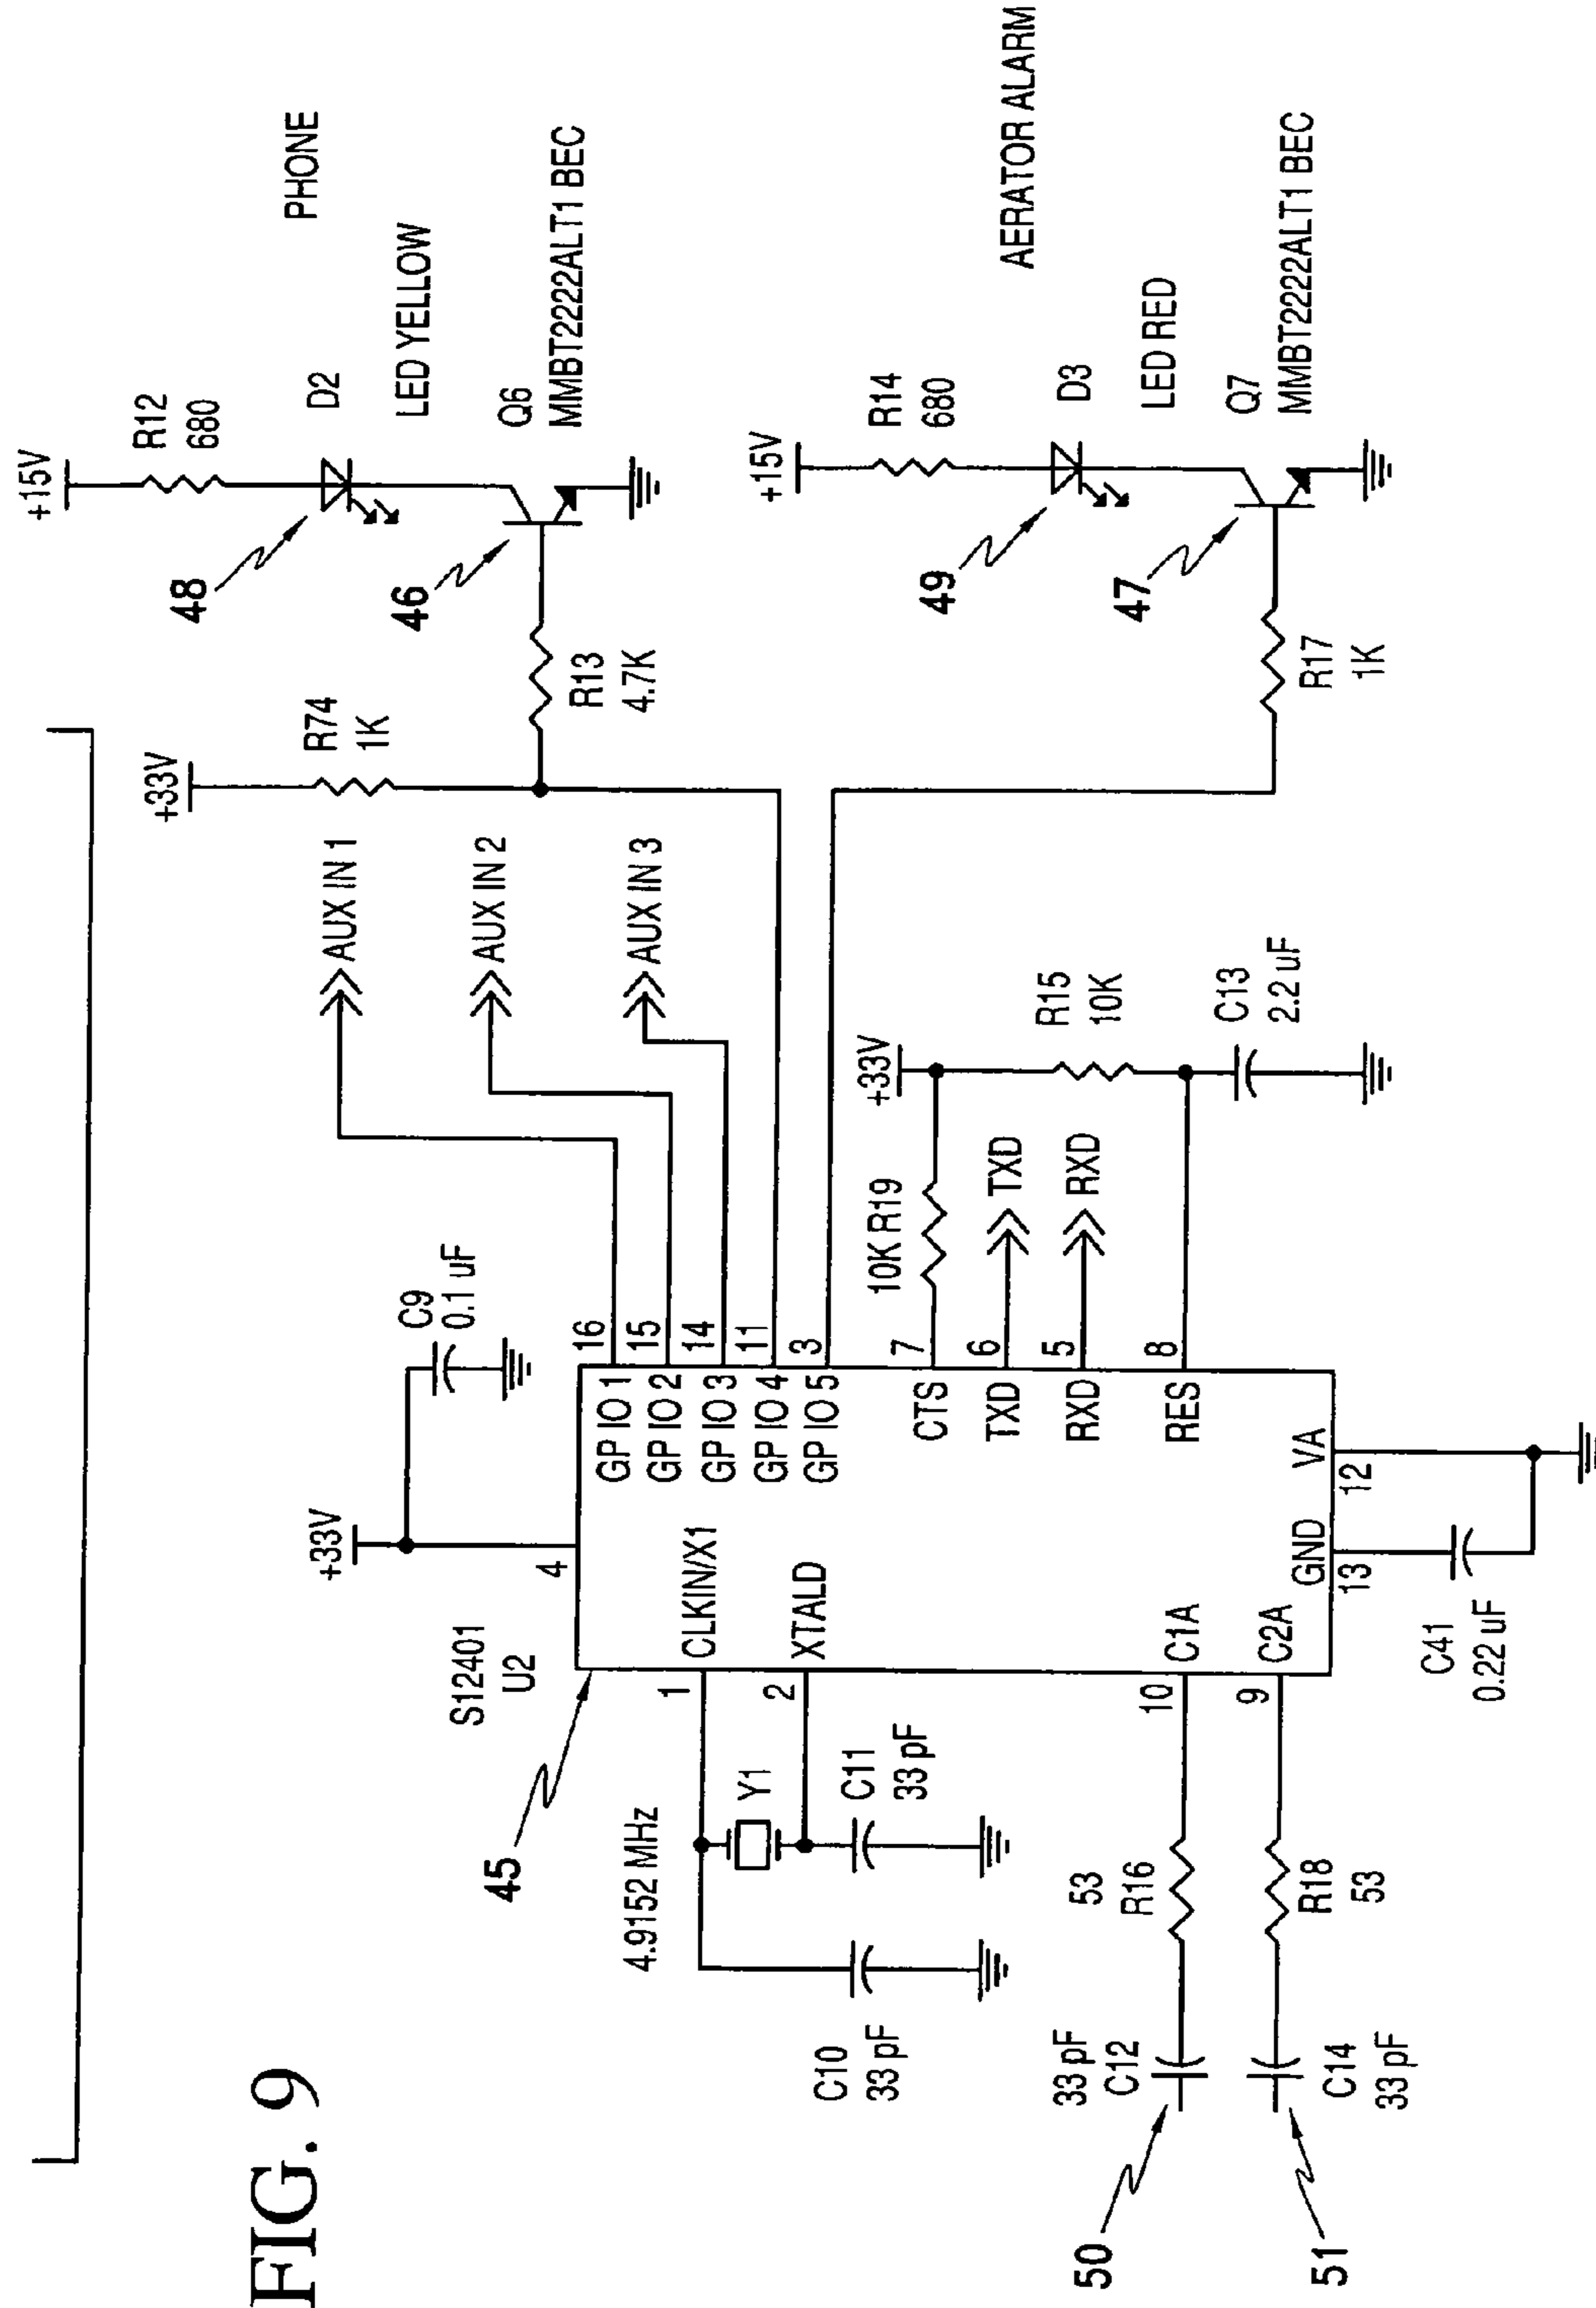 FIG. 9
+33V
C9
0.1 uF
S12401
U2
45
4
4.9152 MHz
1
CLKIN/X1
Y1
2
XTALD
C10
33 pF
C11
33 pF
GP IO 1
16
AUX IN 1
GP IO 2
15
AUX IN 2
GP IO 3
14
AUX IN 3
GP IO 4
11
GP IO 5
3
+33V
R74
1K
R13
4.7K
+15V
R12
680
48
D2
PHONE
LED YELLOW
46
Q6
MMBT2222ALT1 BEC
+15V
R14
680
49
D3
AERATOR ALARM
LED RED
47
Q7
MMBT2222ALT1 BEC
R17
1K
CTS
7
10K R19
+33V
TXD
6
TXD
RXD
5
RXD
R15
10K
RES
8
C13
2.2 uF
50
33 pF
C12
53
R16
10
C1A
51
C14
33 pF
R18
53
9
C2A
GND
13
VA
12
C41
0.22 uF